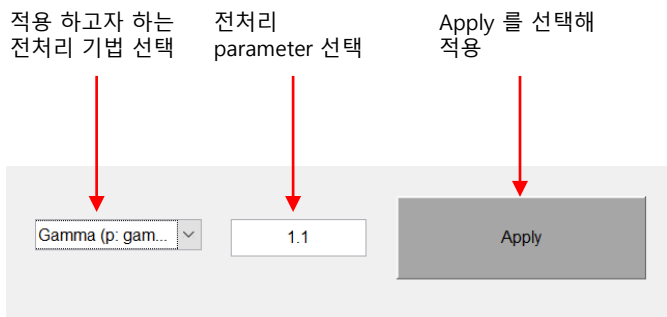 적용 하고자 하는
전처리 기법 선택
전처리
parameter 선택
Apply 를 선택해
적용
Gamma (p: gam...
1.1
Apply